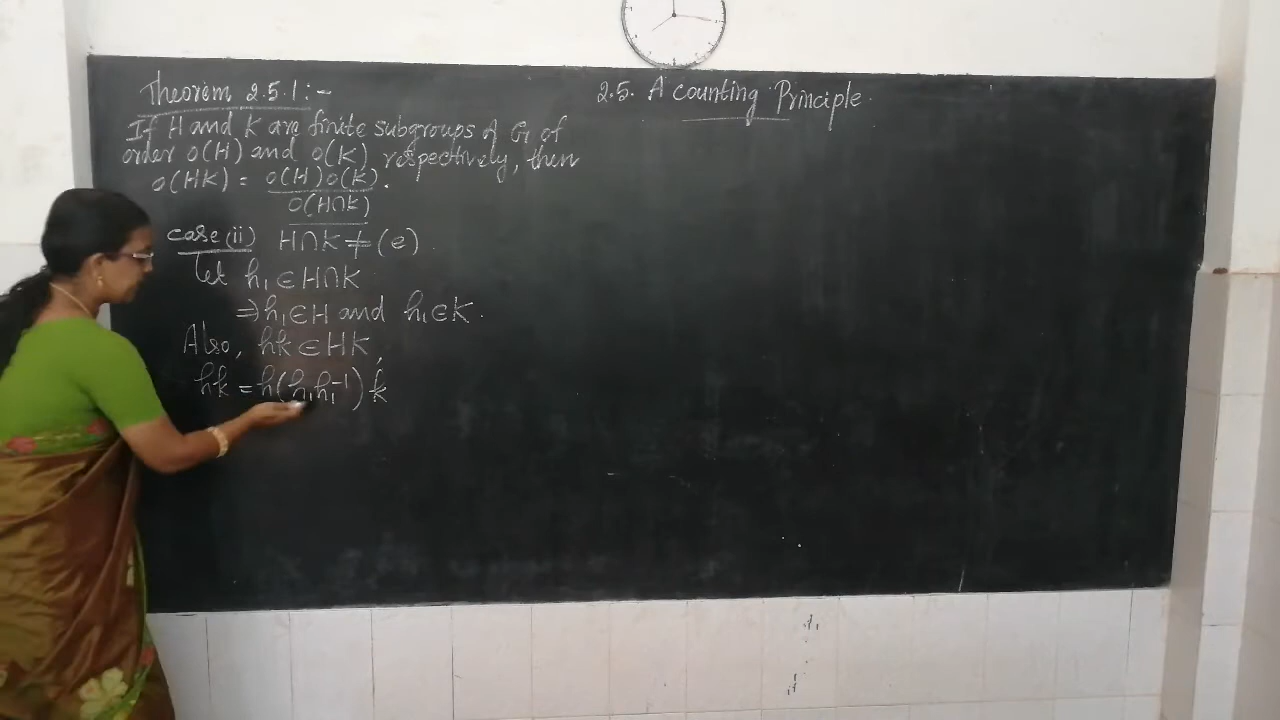 Theorem 2.5.1:-
If H and K are finite subgroups of G of
order o(H) and o(K) respectively, then
o(HK) = o(H)o(K).
o(H∩K)
case (ii) H∩K ≠ (e).
Let h₁ ∈ H∩K
⇒ h₁ ∈ H and h₁ ∈ K.
Also, hk ∈ HK,
hk = h(h₁h₁⁻¹)k
2.5. A counting Principle.